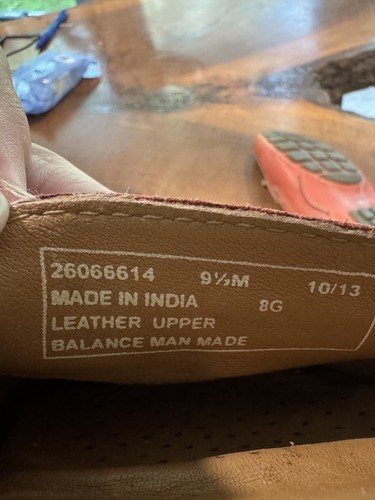 26066614 9½M 10/13
MADE IN INDIA 8G
LEATHER UPPER
BALANCE MAN MADE